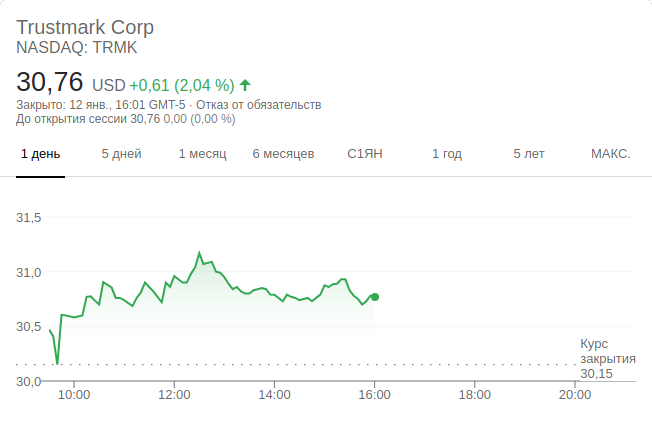 Trustmark Corp
NASDAQ: TRMK
30,76 USD +0,61 (2,04 %)
Закрыто: 12 янв., 16:01 GMT-5 · Отказ от обязательств
До открытия сессии 30,76 0,00 (0,00 %)
1 день 5 дней 1 месяц 6 месяцев С1ЯН 1 год 5 лет МАКС.
31,5
31,0
30,5
30,0
Курс
закрытия
30,15
10:00 12:00 14:00 16:00 18:00 20:00